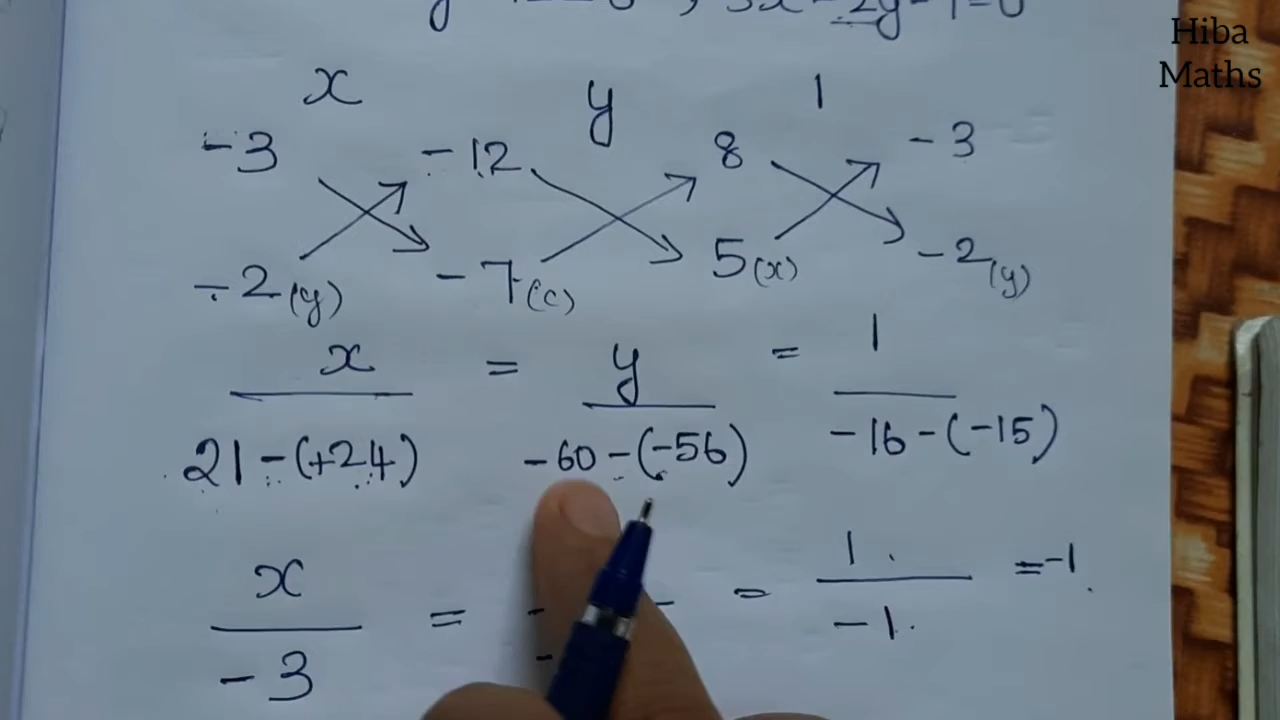 Hiba
Maths
x y 1
-3 -12 8 -3
-2(y) -7(c) 5(x) -2(y)
x = y = 1
21-(+24) -60-(-56) -16-(-15)
x = = 1 = -1
-3 -1